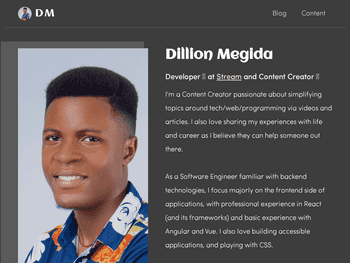 DM
Blog Content
Dillion Megida
Developer at Stream and Content Creator
I'm a Content Creator passionate about simplifying
topics around tech/web/programming via videos and
articles. I also love sharing my experiences with life
and career as I believe they can help someone out
there.
As a Software Engineer familiar with backend
technologies, I focus majorly on the frontend side of
applications, with professional experience in React
(and its frameworks) and basic experience with
Angular and Vue. I also love building accessible
applications, and playing with CSS.